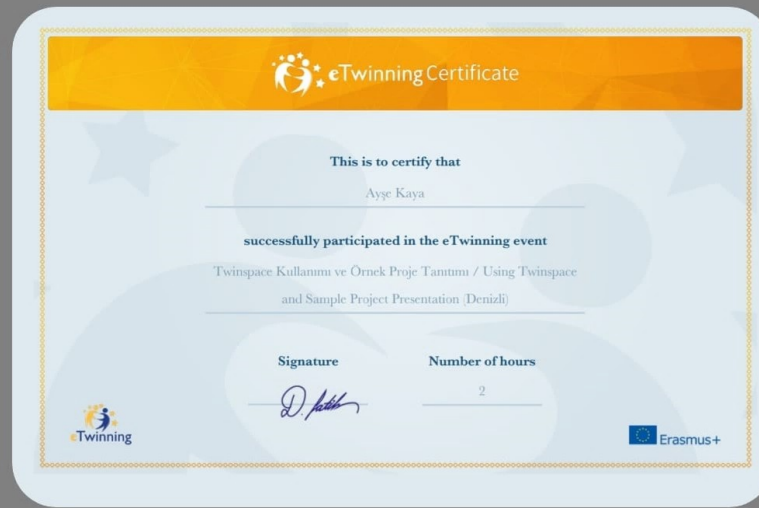 eTwinning Certificate
This is to certify that
Ayşe Kaya
successfully participated in the eTwinning event
Twinspace Kullanımı ve Örnek Proje Tanıtımı / Using Twinspace
and Sample Project Presentation (Denizli)
Signature
Number of hours
D. fatih
2
eTwinning
Erasmus+